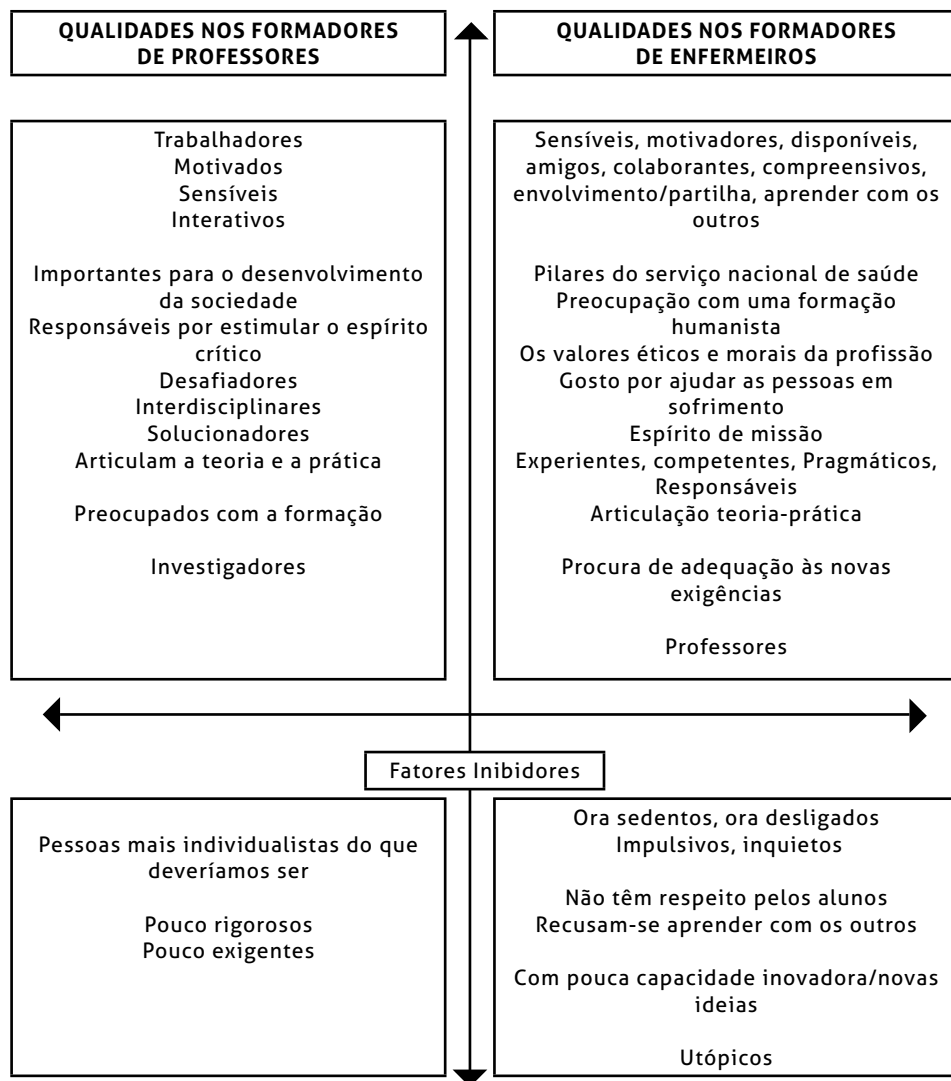 QUALIDADES NOS FORMADORES
DE PROFESSORES
QUALIDADES NOS FORMADORES
DE ENFERMEIROS
Trabalhadores
Motivados
Sensíveis
Interativos
Importantes para o desenvolvimento
da sociedade
Responsáveis por estimular o espírito
crítico
Desafiadores
Interdisciplinares
Solucionadores
Articulam a teoria e a prática
Preocupados com a formação
Investigadores
Sensíveis, motivadores, disponíveis,
amigos, colaborantes, compreensivos,
envolvimento/partilha, aprender com os
outros
Pilares do serviço nacional de saúde
Preocupação com uma formação
humanista
Os valores éticos e morais da profissão
Gosto por ajudar as pessoas em
sofrimento
Espírito de missão
Experientes, competentes, Pragmáticos,
Responsáveis
Articulação teoria-prática
Procura de adequação às novas
exigências
Professores
Fatores Inibidores
Pessoas mais individualistas do que
deveríamos ser
Pouco rigorosos
Pouco exigentes
Ora sedentos, ora desligados
Impulsivos, inquietos
Não têm respeito pelos alunos
Recusam-se aprender com os outros
Com pouca capacidade inovadora/novas
ideias
Utópicos